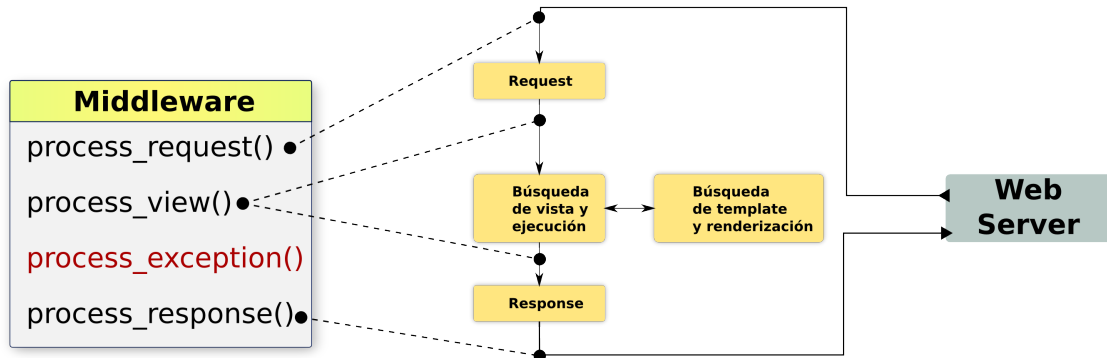 Middleware
process_request()
process_view()
process_exception()
process_response()
Request
Búsqueda
de vista y
ejecución
Búsqueda
de template
y renderización
Response
Web
Server